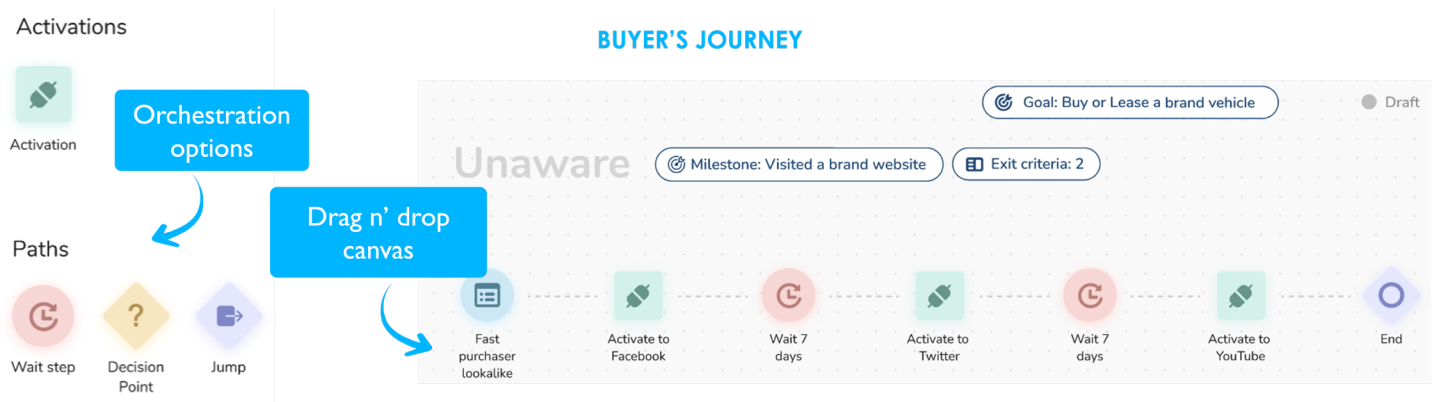 Activations
Activation
Orchestration
options
Paths
Wait step
Decision
Point
Jump
BUYER’S JOURNEY
Drag n’ drop
canvas
Goal: Buy or Lease a brand vehicle
Draft
Unaware
Milestone: Visited a brand website
Exit criteria: 2
Fast
purchaser
lookalike
Activate to
Facebook
Wait 7
days
Activate to
Twitter
Wait 7
days
Activate to
YouTube
End
?